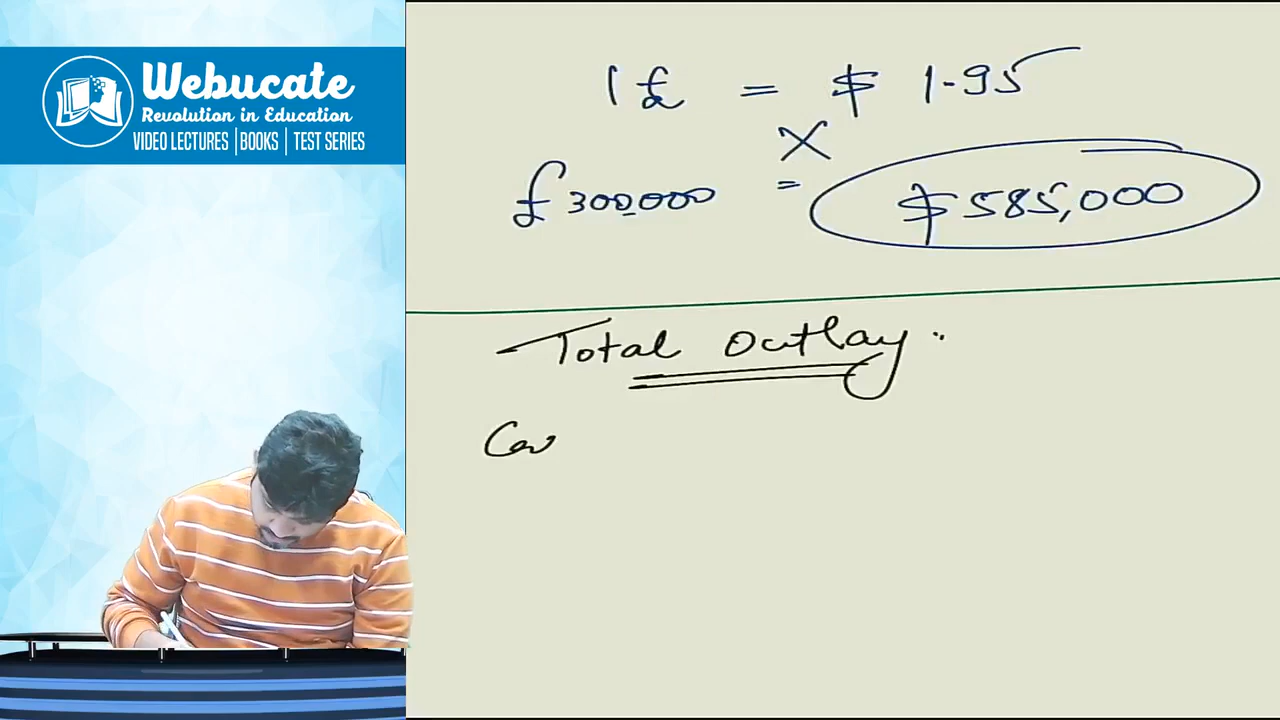 Webucate
Revolution in Education
VIDEO LECTURES | BOOKS | TEST SERIES
1 £ = $ 1.95
X
£ 300,000 = $ 585,000
Total Outlay: